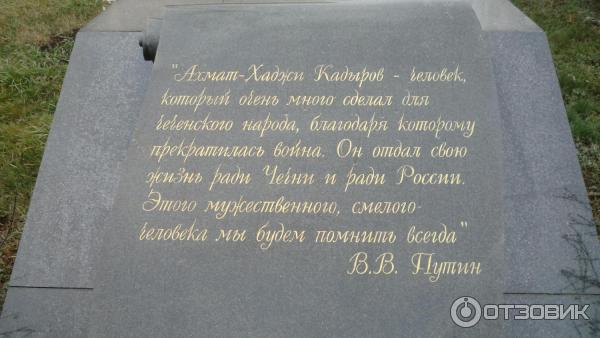 "Ахмат-Хаджи Кадыров - человек,
который очень много сделал для
чеченского народа, благодаря которому
прекратилась война. Он отдал свою
жизнь ради Чечни и ради России.
Этого мужественного, смелого-
человека мы будем помнить всегда"
В.В. Путин
ОТЗОВИК